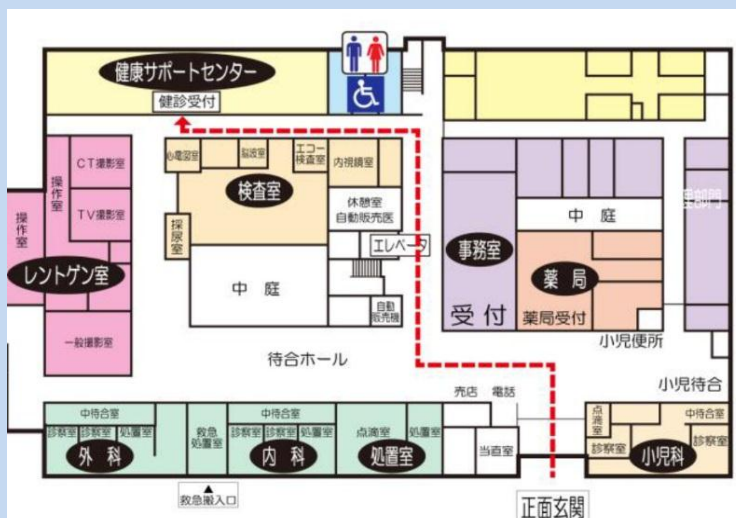 健康サポートセンター
健診受付
心電図室
脳波室
エコー
検査室
内視鏡室
検査室
採尿室
休憩室
自動販売医
エレベータ
中庭
自動
販売機
CT撮影室
操作室
TV撮影室
操作室
レントゲン室
一般撮影室
中庭
事務室
薬局
受付
薬局受付
理部門
小児便所
待合ホール
小児待合
売店
電話
中待合室
診察室
診察室
処置室
外科
救急
処置室
中待合室
診察室
診察室
処置室
内科
点滴室
処置室
処置室
当直室
点滴室
中待合室
診察室
診察室
小児科
救急搬入口
正面玄関